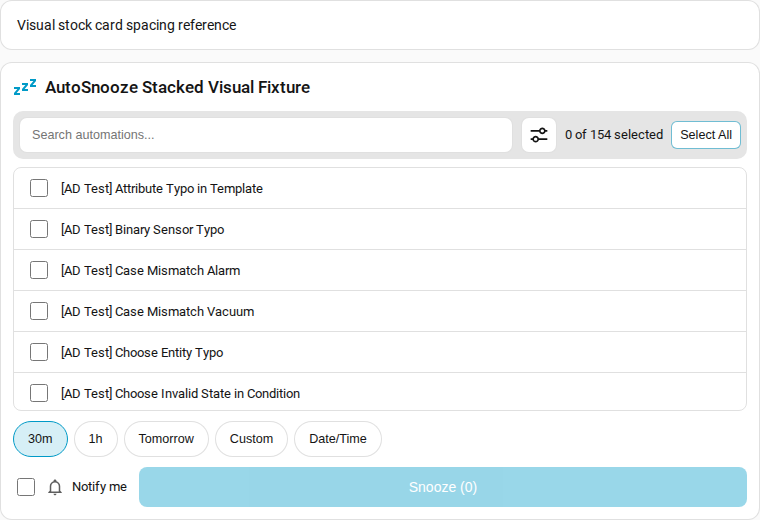 Visual stock card spacing reference
AutoSnooze Stacked Visual Fixture
Search automations...
0 of 154 selected
Select All
[AD Test] Attribute Typo in Template
[AD Test] Binary Sensor Typo
[AD Test] Case Mismatch Alarm
[AD Test] Case Mismatch Vacuum
[AD Test] Choose Entity Typo
[AD Test] Choose Invalid State in Condition
30m 1h Tomorrow Custom Date/Time
Notify me
Snooze (0)